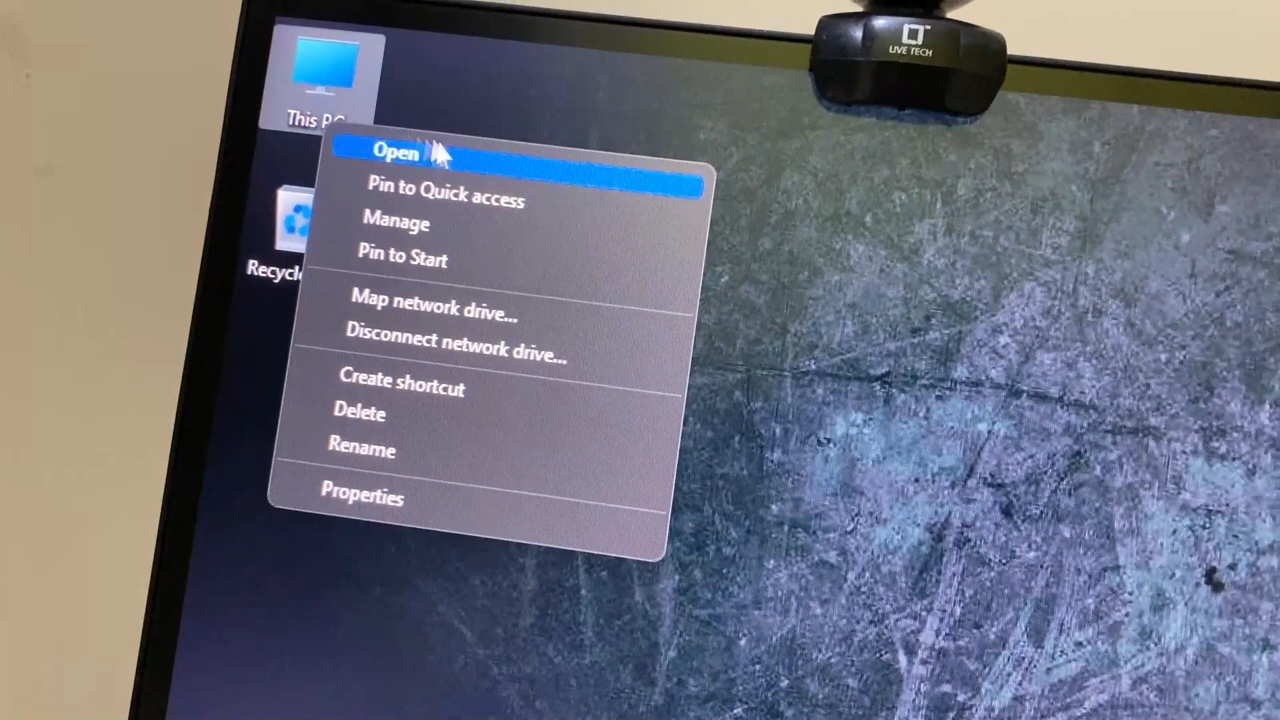 LIVE TECH
This PC
Open
Pin to Quick access
Manage
Pin to Start
Recycle
Map network drive...
Disconnect network drive...
Create shortcut
Delete
Rename
Properties